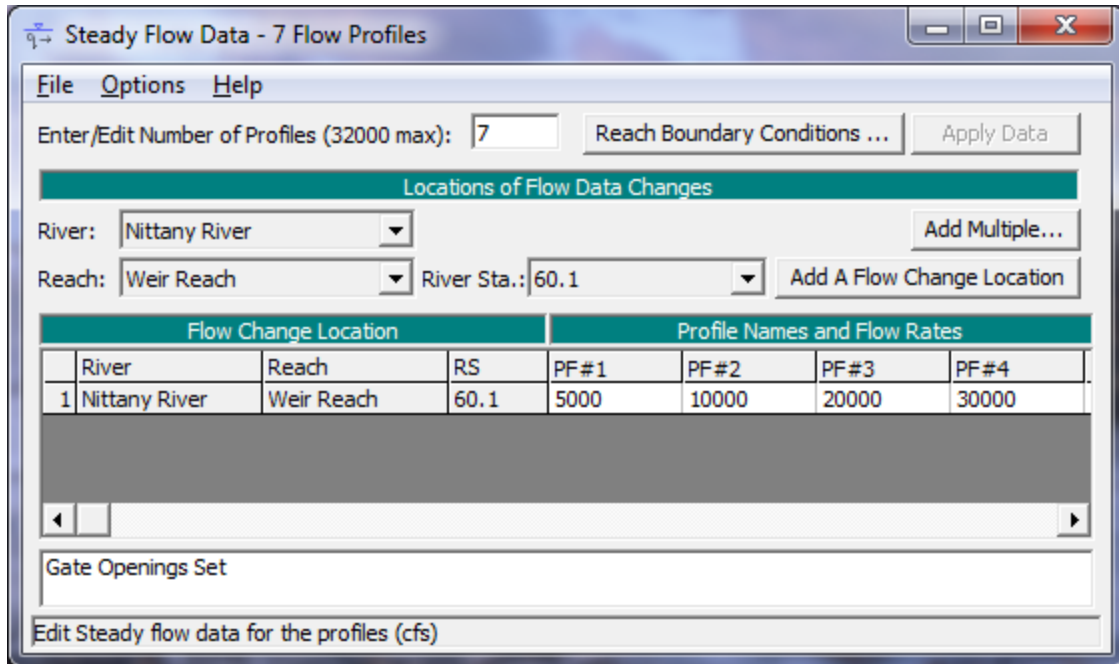 Steady Flow Data - 7 Flow Profiles
File Options Help
Enter/Edit Number of Profiles (32000 max): 7 Reach Boundary Conditions ... Apply Data
Locations of Flow Data Changes
River: Nittany River Add Multiple...
Reach: Weir Reach River Sta.: 60.1 Add A Flow Change Location
Flow Change Location Profile Names and Flow Rates
River Reach RS PF#1 PF#2 PF#3 PF#4
1 Nittany River Weir Reach 60.1 5000 10000 20000 30000
Gate Openings Set
Edit Steady flow data for the profiles (cfs)